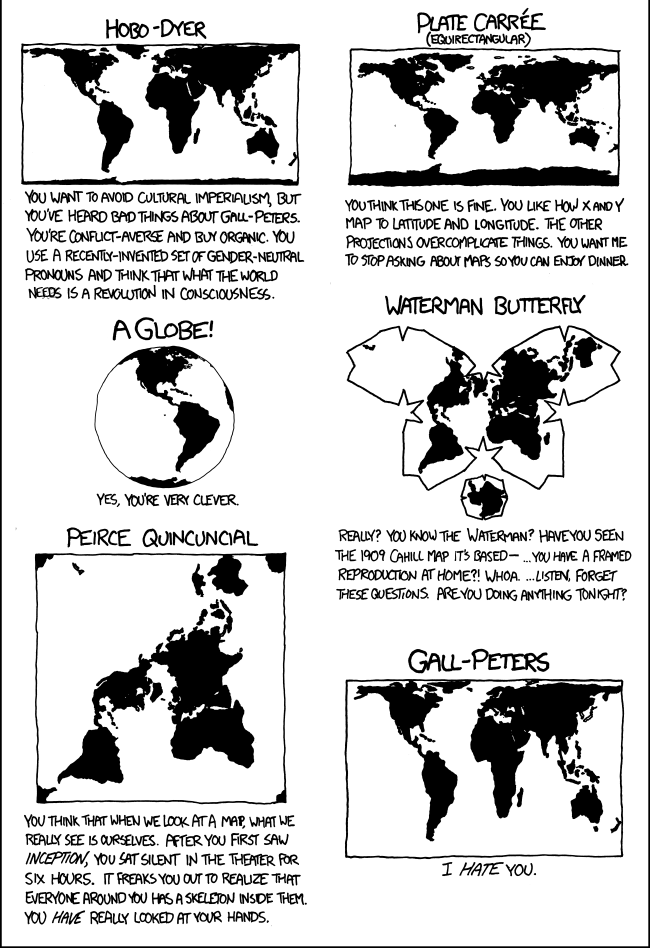 HOBO-DYER
YOU WANT TO AVOID CULTURAL IMPERIALISM, BUT
YOU'VE HEARD BAD THINGS ABOUT GALL-PETERS.
YOU'RE CONFLICT-AVERSE AND BUY ORGANIC. YOU
USE A RECENTLY-INVENTED SET OF GENDER-NEUTRAL
PRONOUNS AND THINK THAT WHAT THE WORLD
NEEDS IS A REVOLUTION IN CONSCIOUSNESS.
PLATE CARRÉE
(EQUIRECTANGULAR)
YOU THINK THIS ONE IS FINE. YOU LIKE HOW X AND Y
MAP TO LATITUDE AND LONGITUDE. THE OTHER
PROJECTIONS OVERCOMPLICATE THINGS. YOU WANT ME
TO STOP ASKING ABOUT MAPS SO YOU CAN ENJOY DINNER.
A GLOBE!
YES, YOU'RE VERY CLEVER.
WATERMAN BUTTERFLY
REALLY? YOU KNOW THE WATERMAN? HAVE YOU SEEN
THE 1909 CAHILL MAP IT'S BASED— ...YOU HAVE A FRAMED
REPRODUCTION AT HOME?! WHOA. ...LISTEN, FORGET
THESE QUESTIONS. ARE YOU DOING ANYTHING TONIGHT?
PEIRCE QUINCUNCIAL
YOU THINK THAT WHEN WE LOOK AT A MAP, WHAT WE
REALLY SEE IS OURSELVES. AFTER YOU FIRST SAW
INCEPTION, YOU SAT SILENT IN THE THEATER FOR
SIX HOURS. IT FREAKS YOU OUT TO REALIZE THAT
EVERYONE AROUND YOU HAS A SKELETON INSIDE THEM.
YOU HAVE REALLY LOOKED AT YOUR HANDS.
GALL-PETERS
I HATE YOU.